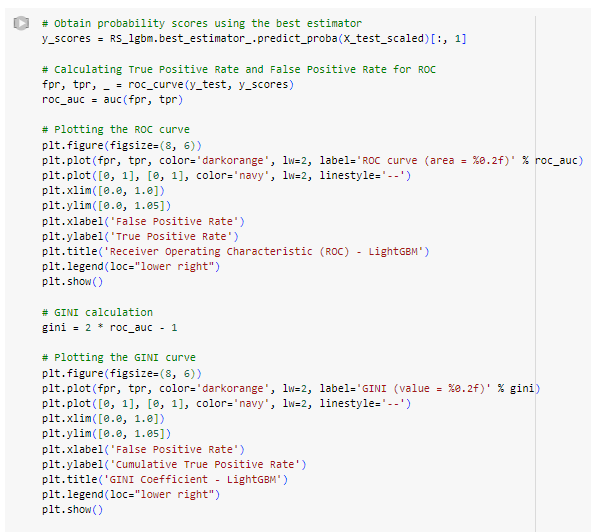 # Obtain probability scores using the best estimator
y_scores = RS_lgbm.best_estimator_.predict_proba(X_test_scaled)[:, 1]
# Calculating True Positive Rate and False Positive Rate for ROC
fpr, tpr, _ = roc_curve(y_test, y_scores)
roc_auc = auc(fpr, tpr)
# Plotting the ROC curve
plt.figure(figsize=(8, 6))
plt.plot(fpr, tpr, color='darkorange', lw=2, label='ROC curve (area = %0.2f)' % roc_auc)
plt.plot([0, 1], [0, 1], color='navy', lw=2, linestyle='--')
plt.xlim([0.0, 1.0])
plt.ylim([0.0, 1.05])
plt.xlabel('False Positive Rate')
plt.ylabel('True Positive Rate')
plt.title('Receiver Operating Characteristic (ROC) - LightGBM')
plt.legend(loc="lower right")
plt.show()
# GINI calculation
gini = 2 * roc_auc - 1
# Plotting the GINI curve
plt.figure(figsize=(8, 6))
plt.plot(fpr, tpr, color='darkorange', lw=2, label='GINI (value = %0.2f)' % gini)
plt.plot([0, 1], [0, 1], color='navy', lw=2, linestyle='--')
plt.xlim([0.0, 1.0])
plt.ylim([0.0, 1.05])
plt.xlabel('False Positive Rate')
plt.ylabel('Cumulative True Positive Rate')
plt.title('GINI Coefficient - LightGBM')
plt.legend(loc="lower right")
plt.show()